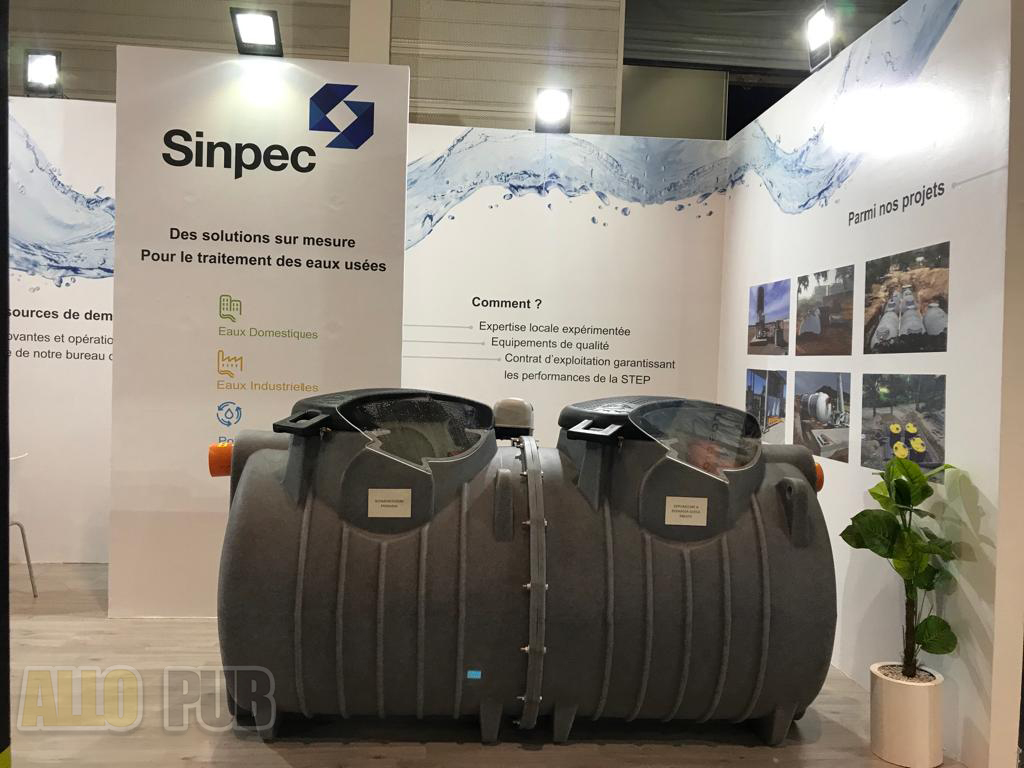 Sinpec
Des solutions sur mesure
Pour le traitement des eaux usées
Eaux Domestiques
Eaux Industrielles
sources de dem
ovantes et opératio
e de notre bureau
Comment ?
Expertise locale expérimentée
Equipements de qualité
Contrat d'exploitation garantissant
les performances de la STEP
Parmi nos projets
ALLO PUB